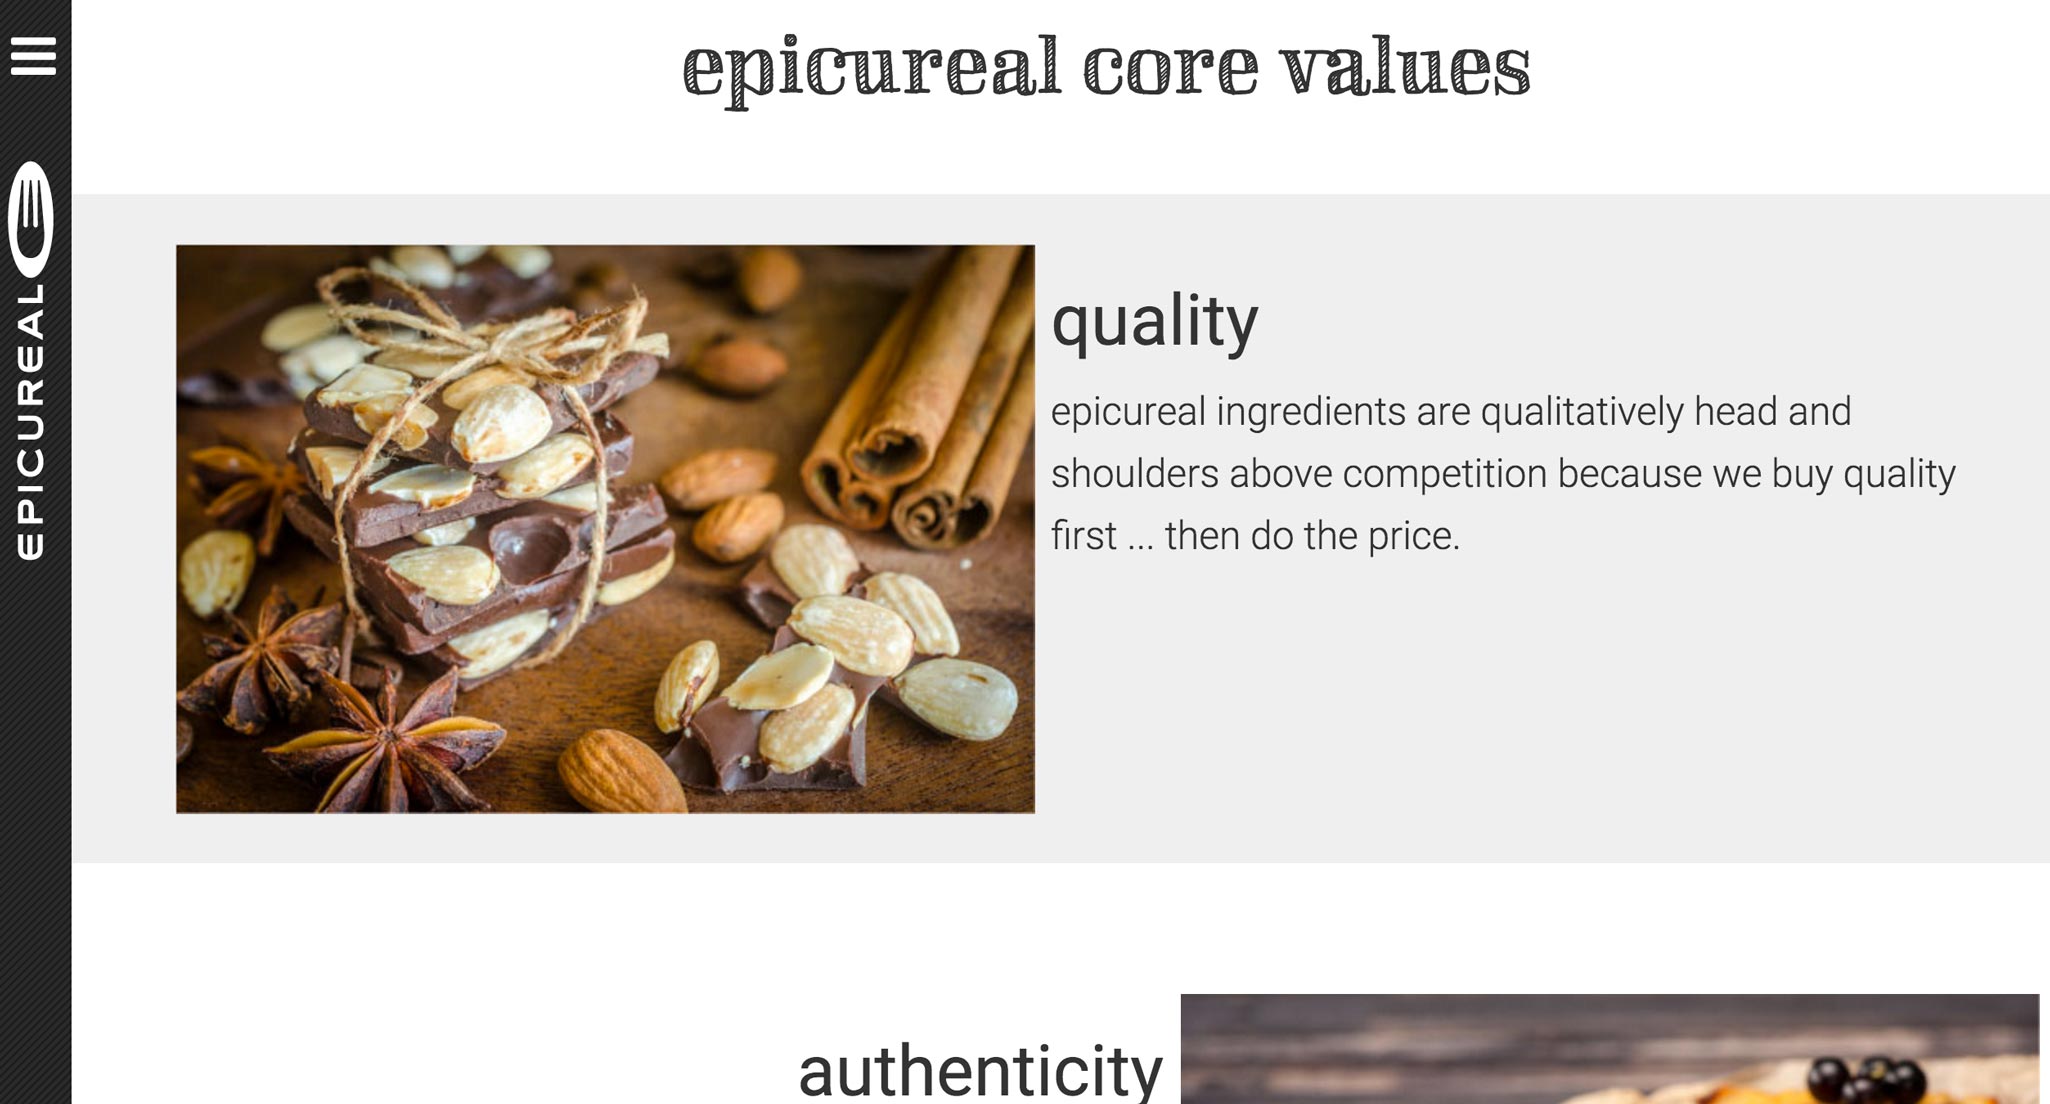 epicureal core values
EPICUREAL
quality
epicureal ingredients are qualitatively head and
shoulders above competition because we buy quality
first ... then do the price.
authenticity